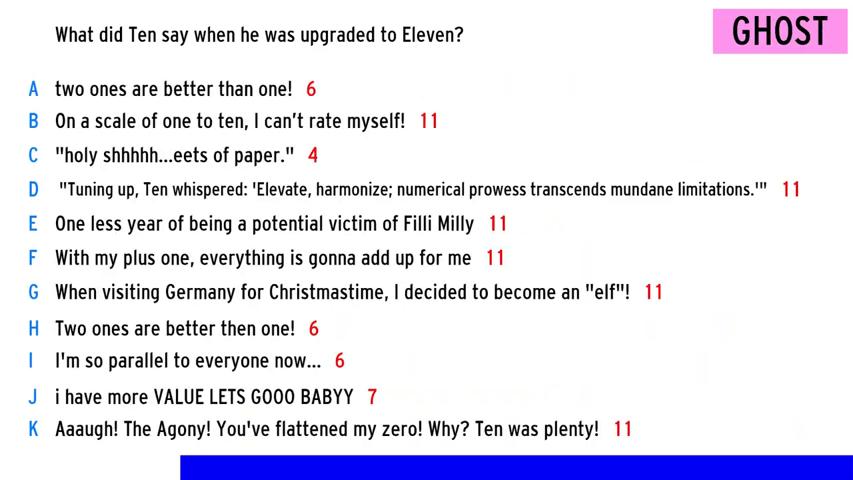 What did Ten say when he was upgraded to Eleven?
GHOST
A two ones are better than one! 6
B On a scale of one to ten, I can't rate myself! 11
C "holy shhhhh...eets of paper." 4
D "Tuning up, Ten whispered: 'Elevate, harmonize; numerical prowess transcends mundane limitations.'" 11
E One less year of being a potential victim of Filli Milly 11
F With my plus one, everything is gonna add up for me 11
G When visiting Germany for Christmastime, I decided to become an "elf"! 11
H Two ones are better then one! 6
I I'm so parallel to everyone now... 6
J i have more VALUE LETS GOOO BABYY 7
K Aaaugh! The Agony! You've flattened my zero! Why? Ten was plenty! 11